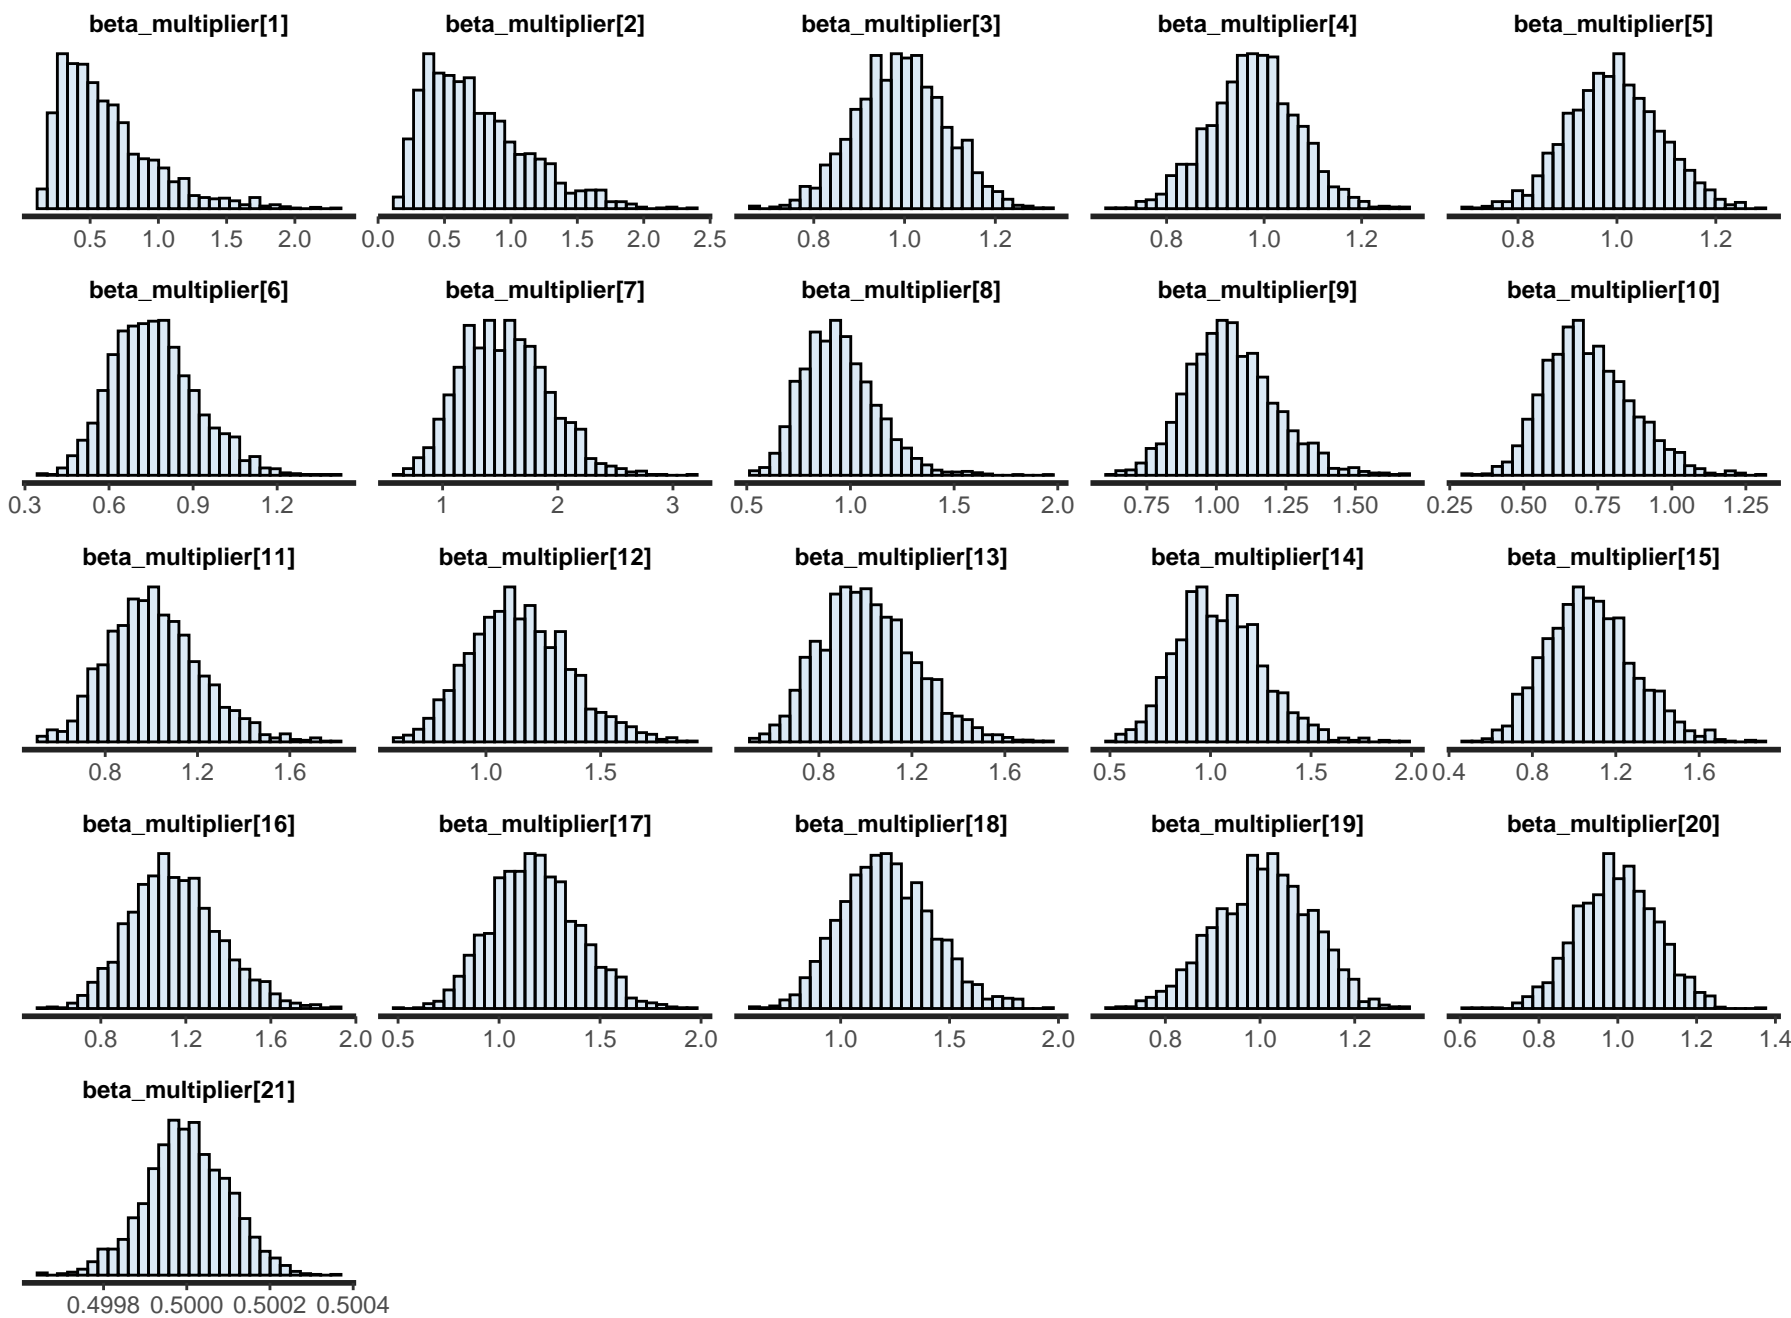 beta_multiplier[1] beta_multiplier[2] beta_multiplier[3] beta_multiplier[4] beta_multiplier[5]
0.5 1.0 1.5 2.0 0.0 0.5 1.0 1.5 2.0 2.5 0.8 1.0 1.2 0.8 1.0 1.2 0.8 1.0 1.2
beta_multiplier[6] beta_multiplier[7] beta_multiplier[8] beta_multiplier[9] beta_multiplier[10]
0.3 0.6 0.9 1.2 1 2 3 0.5 1.0 1.5 2.0 0.75 1.00 1.25 1.50 0.25 0.50 0.75 1.00 1.25
beta_multiplier[11] beta_multiplier[12] beta_multiplier[13] beta_multiplier[14] beta_multiplier[15]
0.8 1.2 1.6 1.0 1.5 0.8 1.2 1.6 0.5 1.0 1.5 2.0 0.4 0.8 1.2 1.6
beta_multiplier[16] beta_multiplier[17] beta_multiplier[18] beta_multiplier[19] beta_multiplier[20]
0.8 1.2 1.6 2.0 0.5 1.0 1.5 2.0 1.0 1.5 2.0 0.8 1.0 1.2 0.6 0.8 1.0 1.2 1.4
beta_multiplier[21]
0.4998 0.5000 0.5002 0.5004